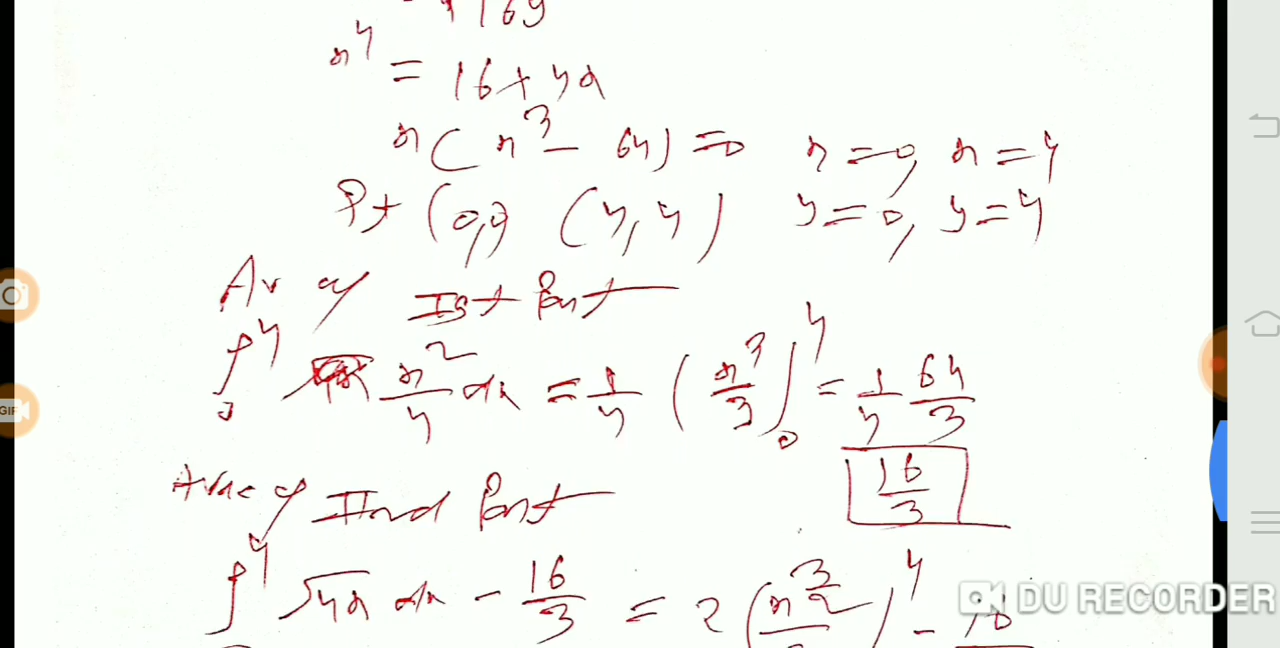 x⁴ = 16 × 4x
x(x³ - 64) = 0 x = 0, x = 4
Pt (0,0) (4,4) y = 0, y = 4
Ar of Ist Part
∫₀⁴ x²/4 dx = 1/4 (x³/3)₀⁴ = 1/4 64/3
16/3
Area of IInd Part
∫⁴ √4x dx - 16/3 = 2 (x^(3/2)/
DU RECORDER
GIF